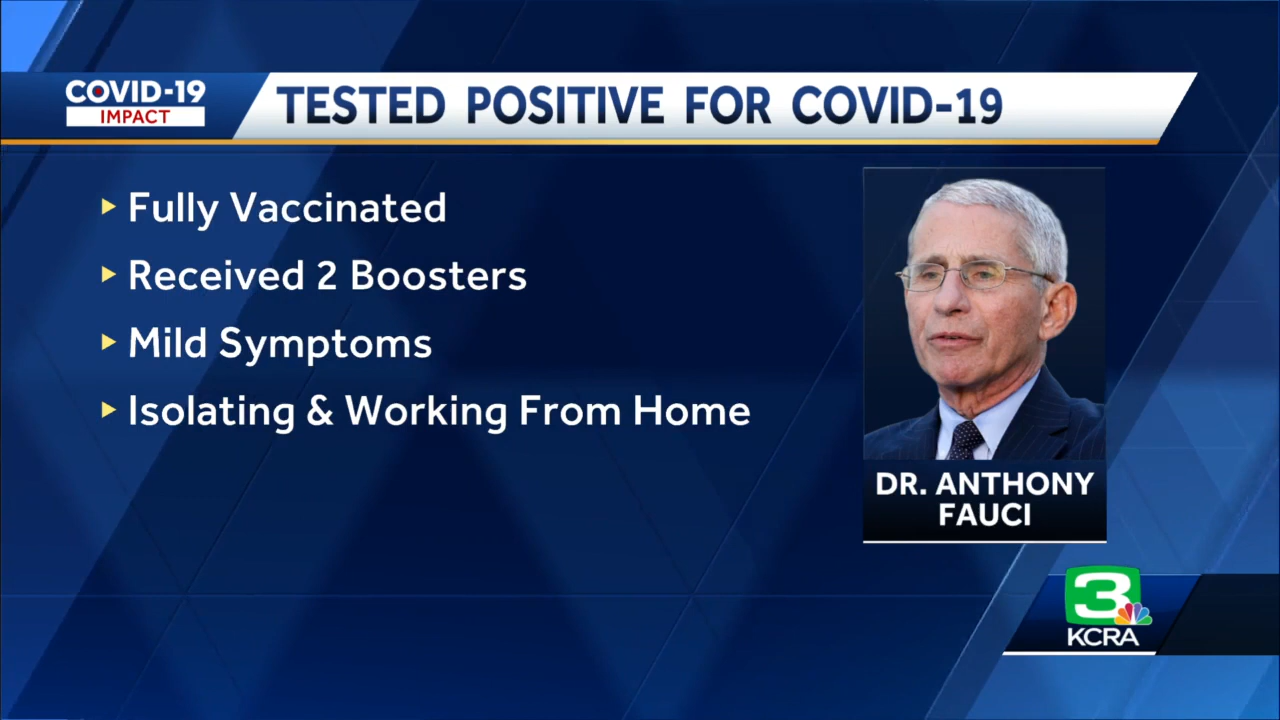 COVID-19
IMPACT
TESTED POSITIVE FOR COVID-19
Fully Vaccinated
Received 2 Boosters
Mild Symptoms
Isolating & Working From Home
DR. ANTHONY
FAUCI
3
KCRA